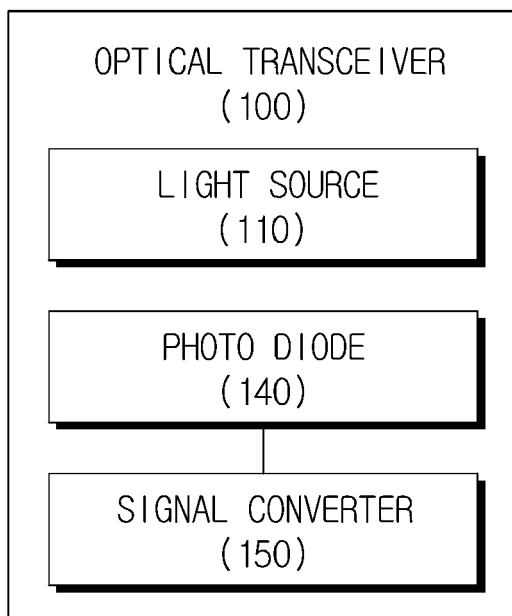 OPTICAL TRANSCEIVER
(100)
LIGHT SOURCE
(110)
PHOTO DIODE
(140)
SIGNAL CONVERTER
(150)